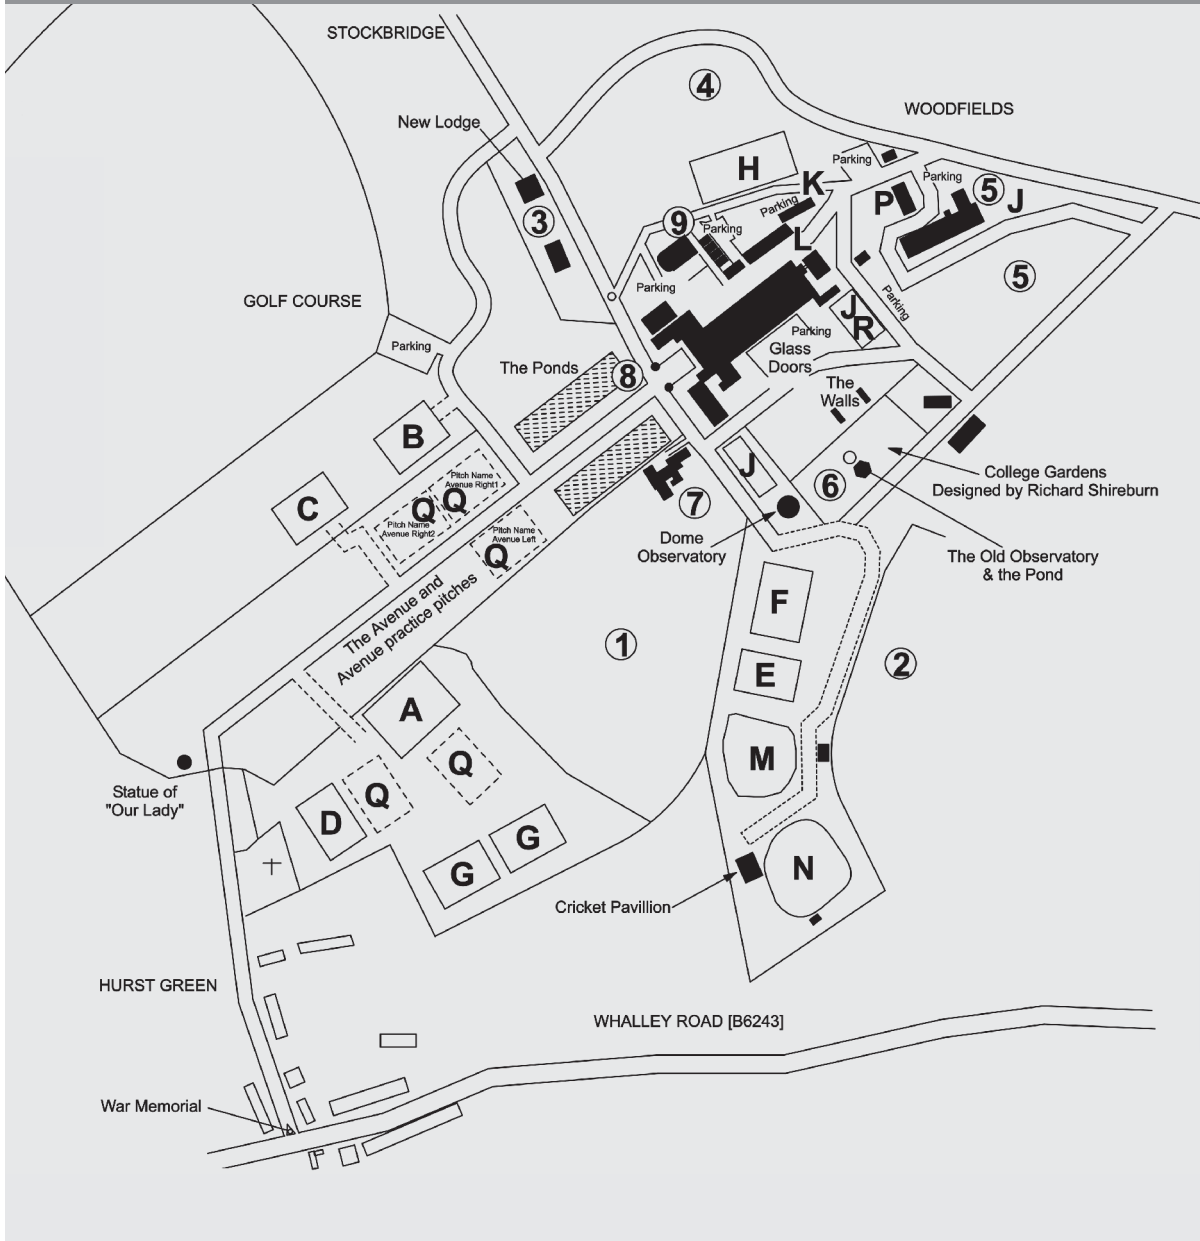 STOCKBRIDGE
4
WOODFIELDS
New Lodge
Parking
H
K
Parking
5
J
P
3
9
Parking
Parking
L
5
GOLF COURSE
Parking
Parking
J
R
Parking
Parking
Glass
Doors
The Ponds
8
The
Walls
B
College Gardens
Designed by Richard Shireburn
J
6
7
Pitch Name
Avenue Right1
Q
Q
Pitch Name
Avenue Right2
C
Pitch Name
Avenue Left
Q
Dome
Observatory
The Old Observatory
& the Pond
The Avenue and
Avenue practice pitches
F
1
2
E
A
M
Q
Q
Statue of
"Our Lady"
D
G
G
N
Cricket Pavillion
HURST GREEN
WHALLEY ROAD [B6243]
War Memorial